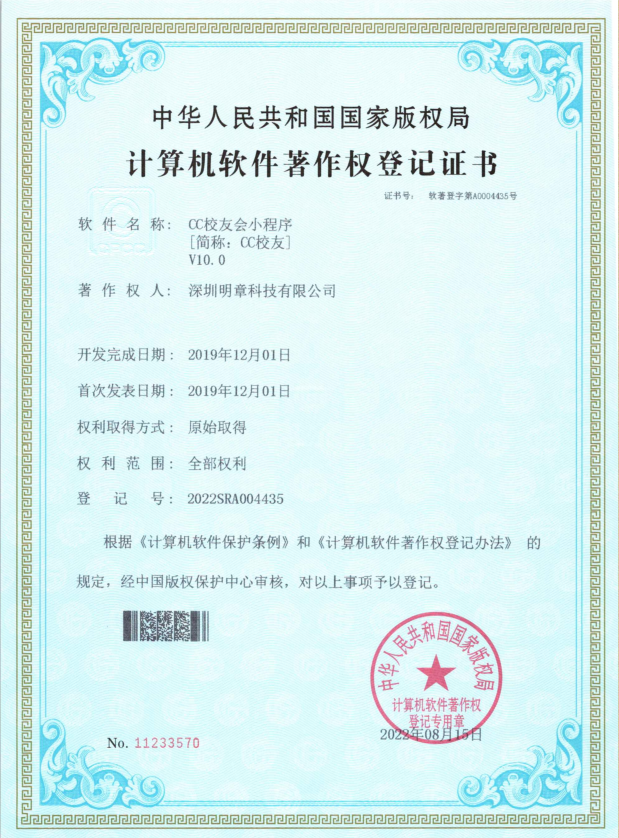 中华人民共和国国家版权局
计算机软件著作权登记证书
证书号： 软著登字第A0004435号
软件名称： CC校友会小程序
[简称：CC校友]
V10.0
著作权人： 深圳明章科技有限公司
开发完成日期： 2019年12月01日
首次发表日期： 2019年12月01日
权利取得方式： 原始取得
权利范围： 全部权利
登记号： 2022SRA004435
根据《计算机软件保护条例》和《计算机软件著作权登记办法》的
规定，经中国版权保护中心审核，对以上事项予以登记。
中华人民共和国国家版权局
计算机软件著作权
登记专用章
2022年08月15日
No. 11233570